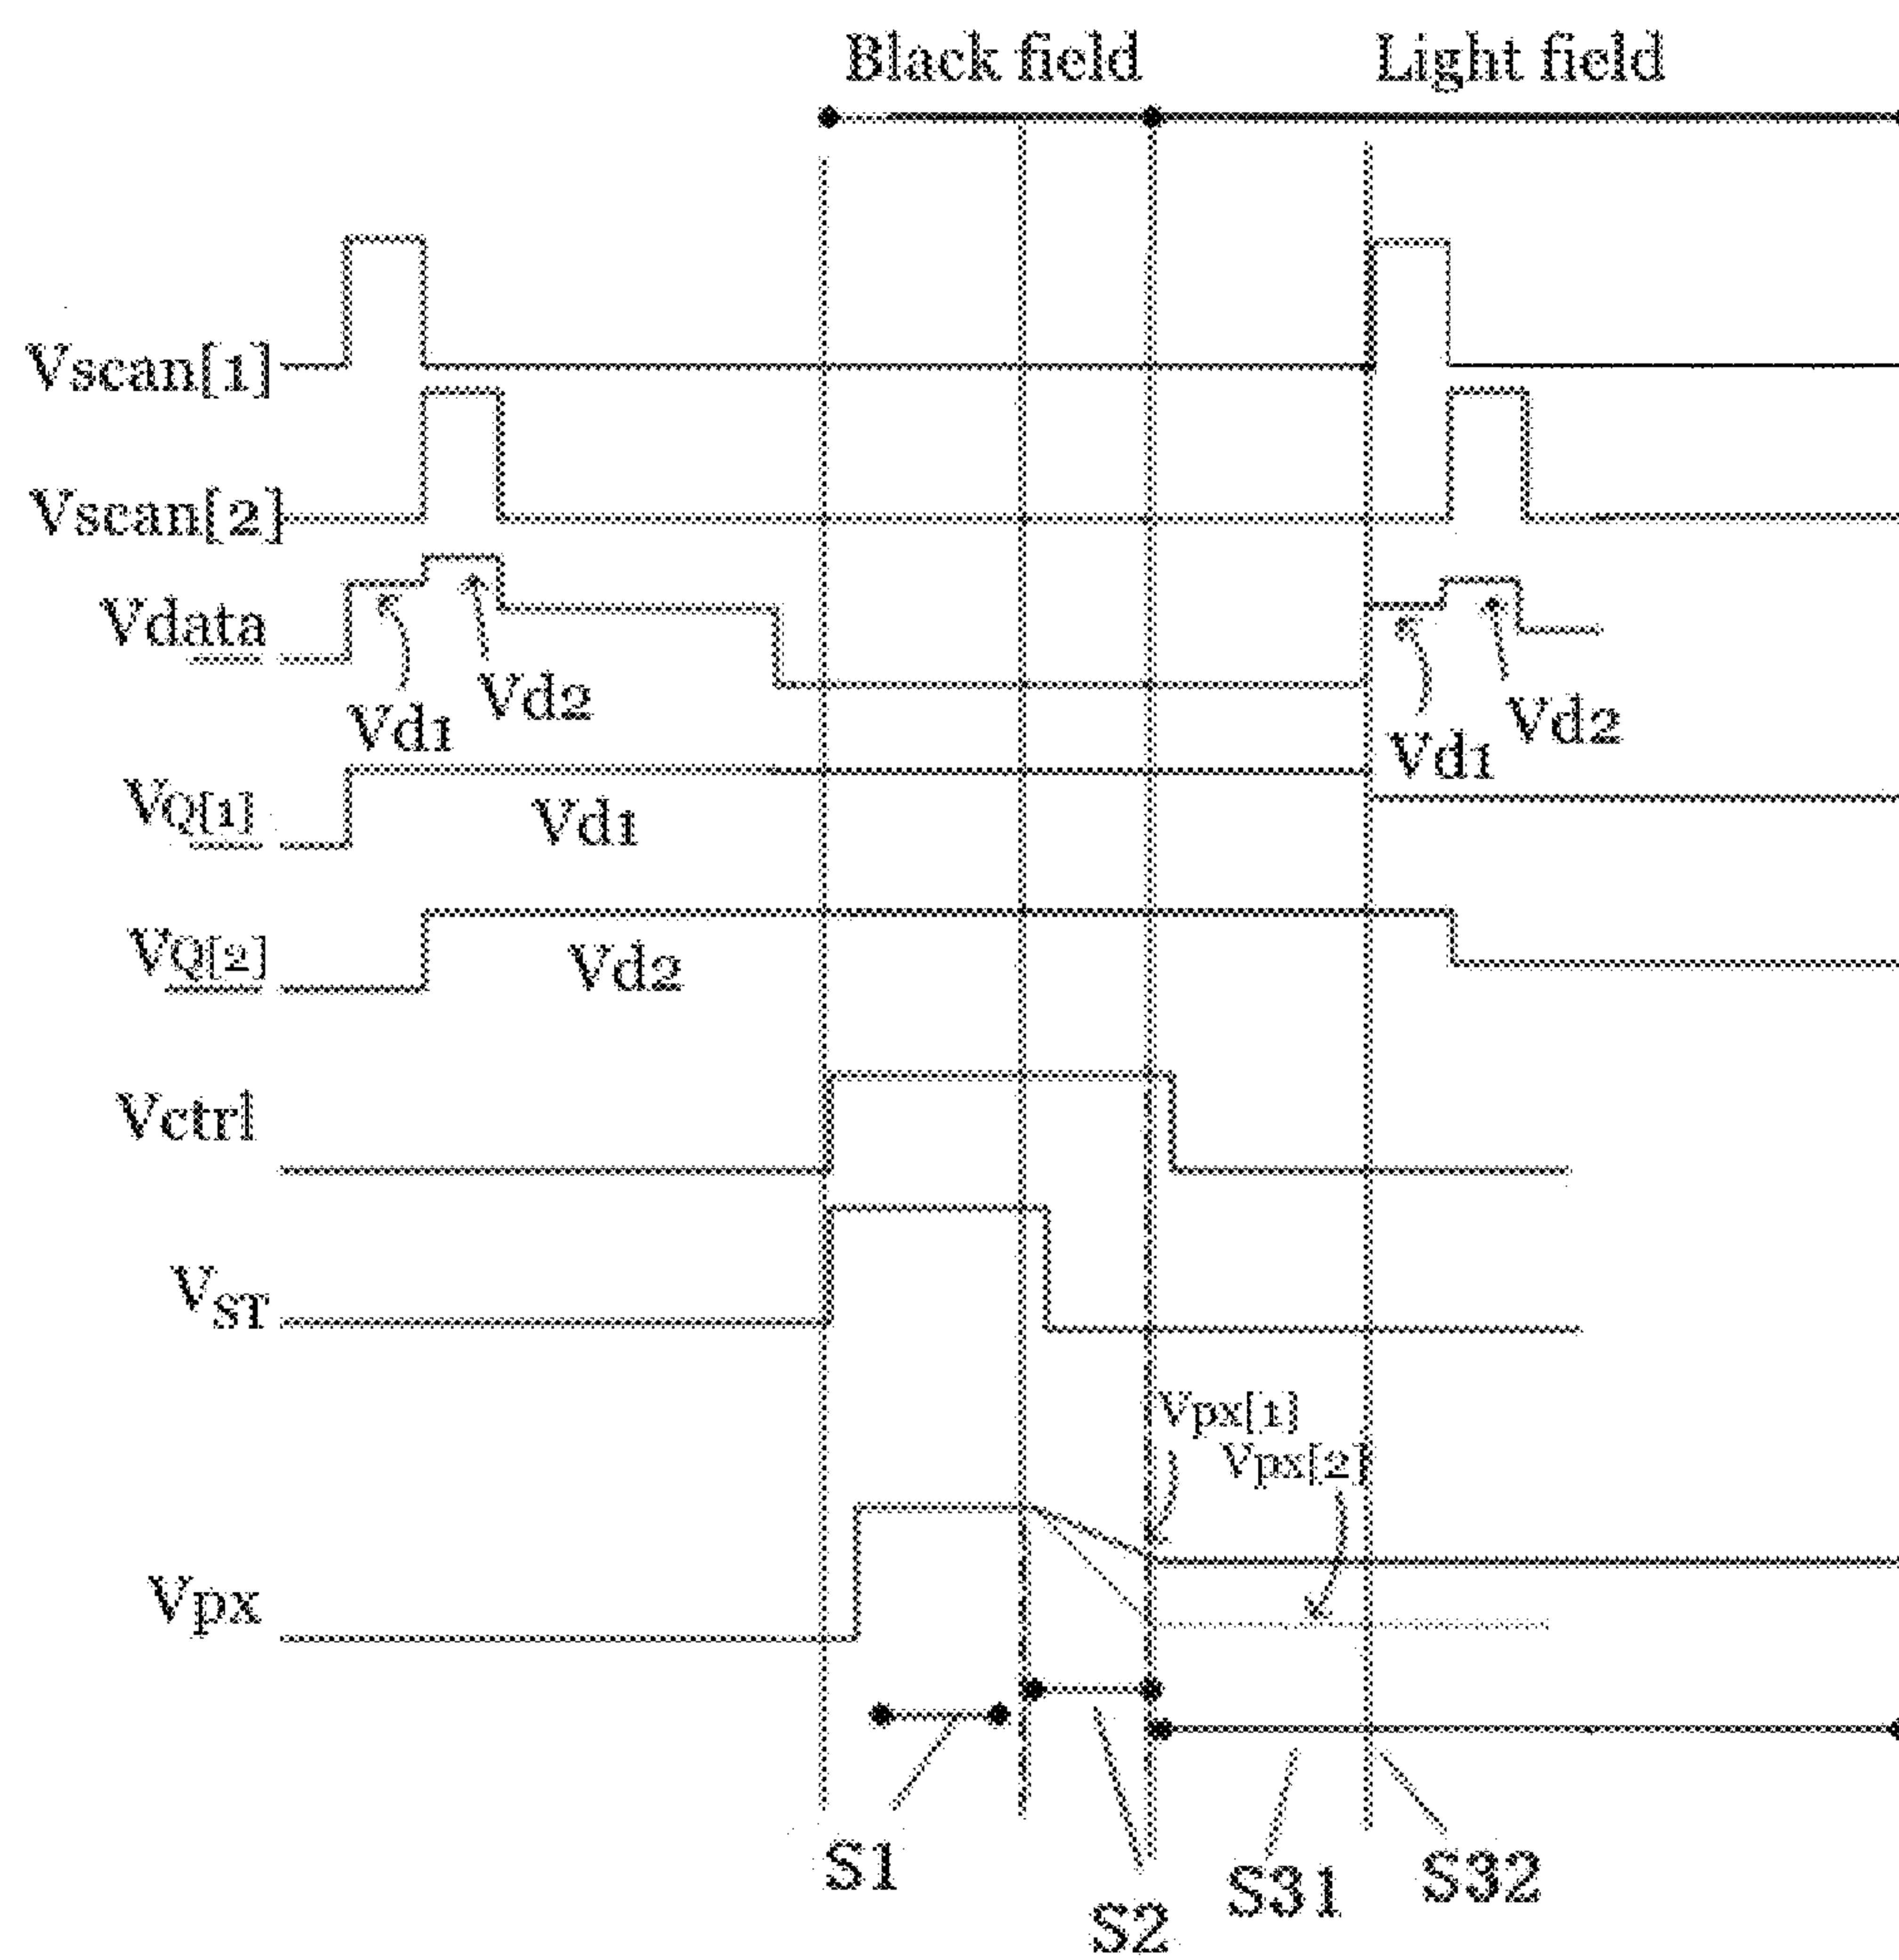 Black field Light field
Vscan[1]
Vscan[2]
Vdata
Vd1 Vd2
Vd1 Vd2
VQ[1]
Vd1
VQ[2]
Vd2
Vctrl
VST
Vpx[1]
Vpx[2]
Vpx
S1
S2
S31
S32